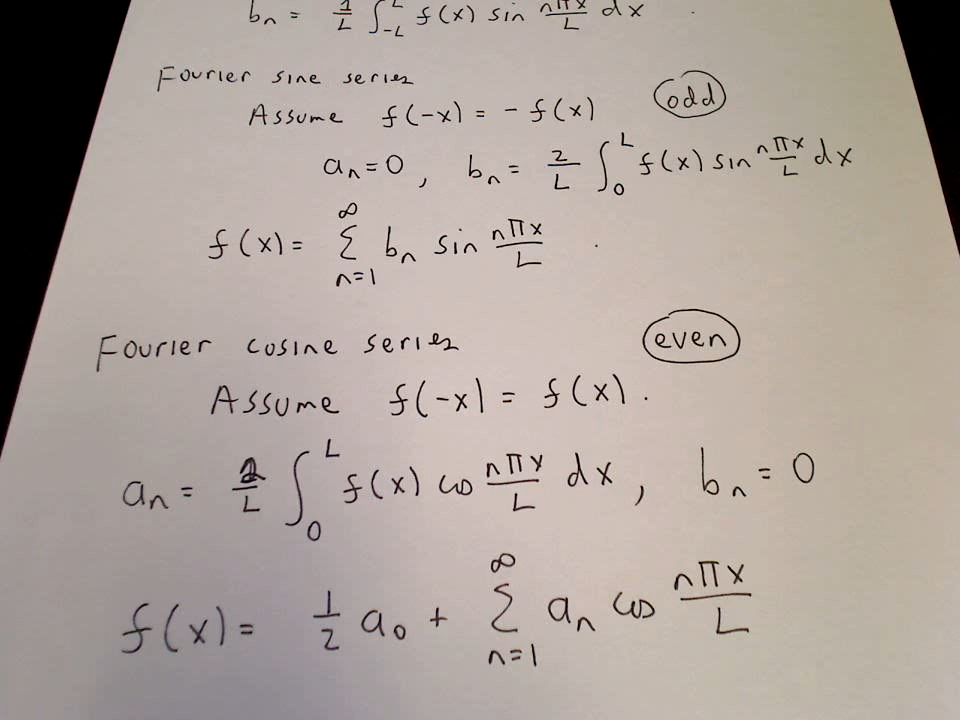 bn = 1/L ∫_{-L}^{L} f(x) sin nπx/L dx .
Fourier sine series
Assume f(-x) = - f(x) odd
an = 0 , bn = 2/L ∫_0^L f(x) sin nπx/L dx
f(x) = ∑_{n=1}^∞ bn sin nπx/L .
Fourier cosine series even
Assume f(-x) = f(x) .
an = 2/L ∫_0^L f(x) cos nπx/L dx , bn = 0
f(x) = 1/2 a0 + ∑_{n=1}^∞ an cos nπx/L